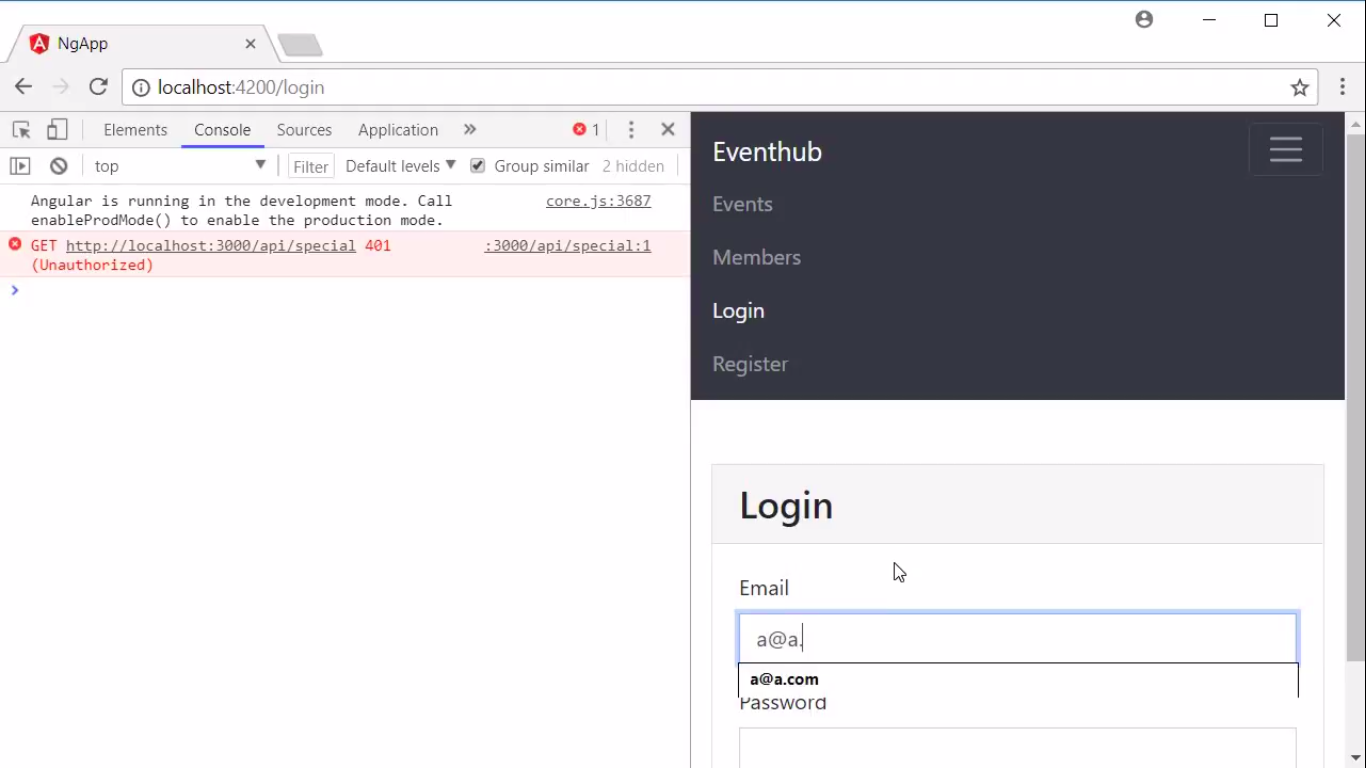 NgApp
localhost:4200/login
Elements Console Sources Application » 1
top Filter Default levels Group similar 2 hidden
Angular is running in the development mode. Call core.js:3687
enableProdMode() to enable the production mode.
GET http://localhost:3000/api/special 401 :3000/api/special:1
(Unauthorized)
Eventhub
Events
Members
Login
Register
Login
Email
a@a.
a@a.com
Password